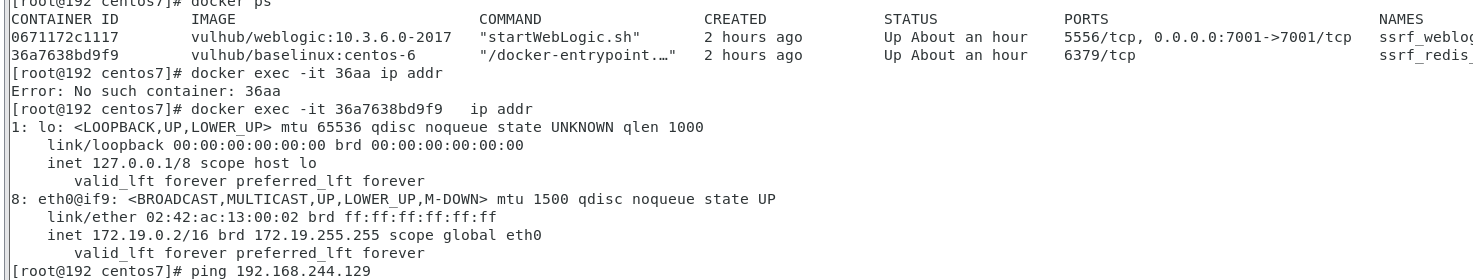 [root@192 centos7]# docker ps
CONTAINER ID        IMAGE                           COMMAND                  CREATED             STATUS              PORTS                              NAMES
0671172c1117        vulhub/weblogic:10.3.6.0-2017   "startWebLogic.sh"       2 hours ago         Up About an hour    5556/tcp, 0.0.0.0:7001->7001/tcp   ssrf_weblog
36a7638bd9f9        vulhub/baselinux:centos-6       "/docker-entrypoint.…"   2 hours ago         Up About an hour    6379/tcp                           ssrf_redis_
[root@192 centos7]# docker exec -it 36aa ip addr
Error: No such container: 36aa
[root@192 centos7]# docker exec -it 36a7638bd9f9   ip addr
1: lo: <LOOPBACK,UP,LOWER_UP> mtu 65536 qdisc noqueue state UNKNOWN qlen 1000
    link/loopback 00:00:00:00:00:00 brd 00:00:00:00:00:00
    inet 127.0.0.1/8 scope host lo
       valid_lft forever preferred_lft forever
8: eth0@if9: <BROADCAST,MULTICAST,UP,LOWER_UP,M-DOWN> mtu 1500 qdisc noqueue state UP
    link/ether 02:42:ac:13:00:02 brd ff:ff:ff:ff:ff:ff
    inet 172.19.0.2/16 brd 172.19.255.255 scope global eth0
       valid_lft forever preferred_lft forever
[root@192 centos7]# ping 192.168.244.129